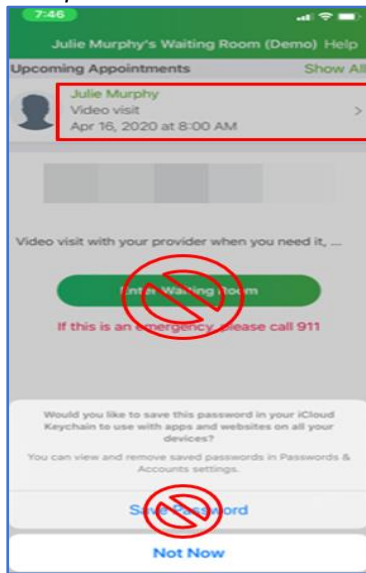 7:46
Julie Murphy's Waiting Room (Demo) Help
Upcoming Appointments Show All
Julie Murphy
Video visit
Apr 16, 2020 at 8:00 AM
Video visit with your provider when you need it, ...
Enter Waiting Room
If this is an emergency, please call 911
Would you like to save this password in your iCloud
Keychain to use with apps and websites on all your
devices?
You can view and remove saved passwords in Passwords &
Accounts settings.
Save Password
Not Now